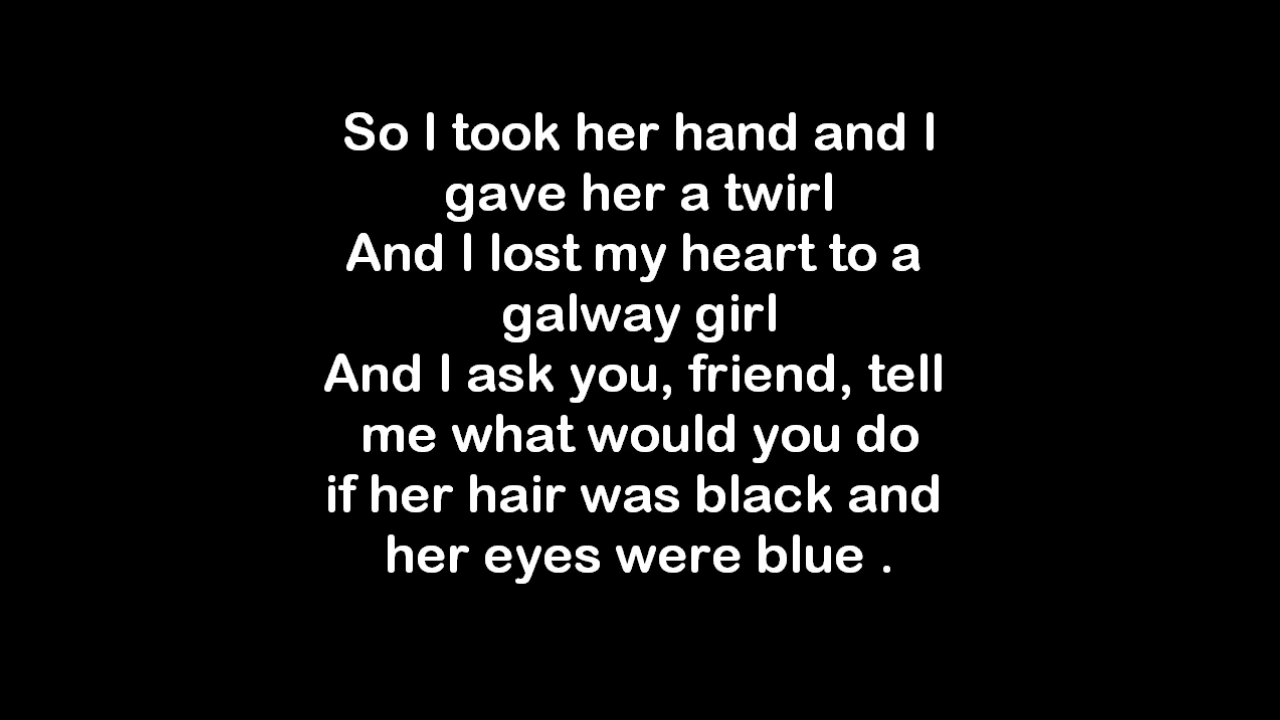 So I took her hand and I
gave her a twirl
And I lost my heart to a
galway girl
And I ask you, friend, tell
me what would you do
if her hair was black and
her eyes were blue .